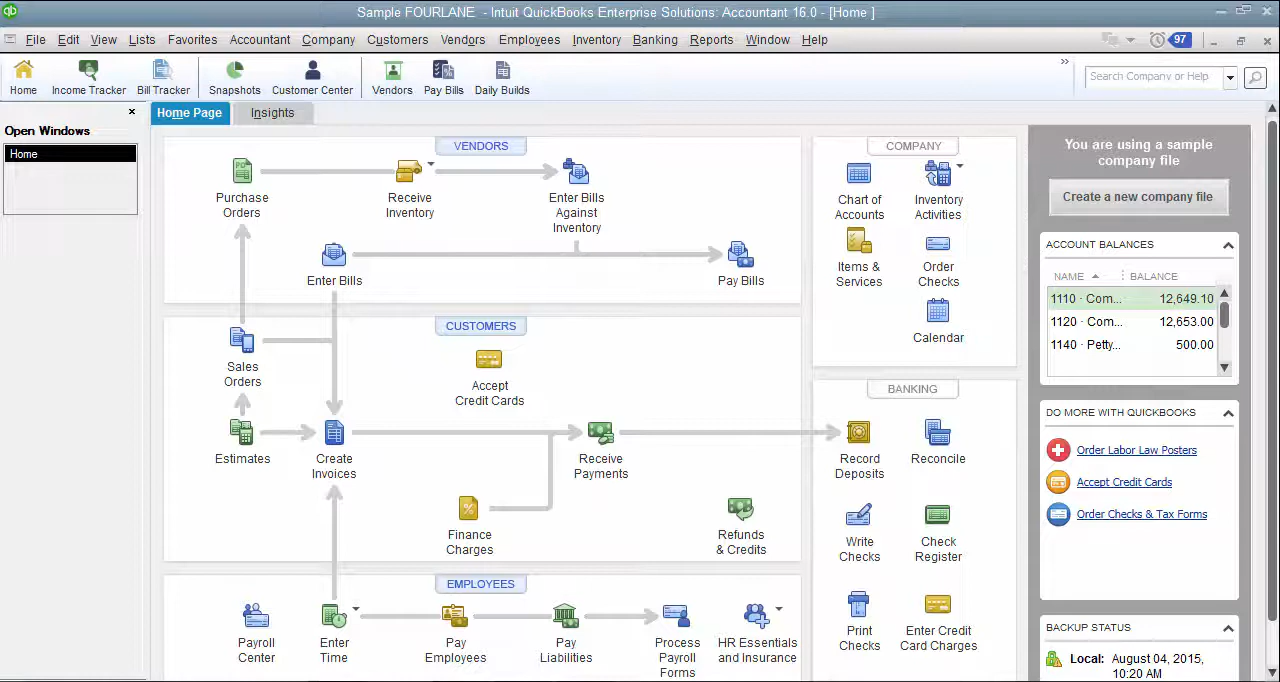 Sample FOURLANE - Intuit QuickBooks Enterprise Solutions: Accountant 16.0 - [Home ]
File Edit View Lists Favorites Accountant Company Customers Vendors Employees Inventory Banking Reports Window Help
97
Home Income Tracker Bill Tracker Snapshots Customer Center Vendors Pay Bills Daily Builds
Search Company or Help
Open Windows
Home
Home Page Insights
VENDORS
Purchase
Orders
Receive
Inventory
Enter Bills
Against
Inventory
Enter Bills
Pay Bills
CUSTOMERS
Sales
Orders
Accept
Credit Cards
Estimates
Create
Invoices
Receive
Payments
Finance
Charges
Refunds
& Credits
EMPLOYEES
Payroll
Center
Enter
Time
Pay
Employees
Pay
Liabilities
Process
Payroll
Forms
HR Essentials
and Insurance
COMPANY
Chart of
Accounts
Inventory
Activities
Items &
Services
Order
Checks
Calendar
BANKING
Record
Deposits
Reconcile
Write
Checks
Check
Register
Print
Checks
Enter Credit
Card Charges
You are using a sample
company file
Create a new company file
ACCOUNT BALANCES
NAME BALANCE
1110 · Com... 12,649.10
1120 · Com... 12,653.00
1140 · Petty... 500.00
DO MORE WITH QUICKBOOKS
Order Labor Law Posters
Accept Credit Cards
Order Checks & Tax Forms
BACKUP STATUS
Local: August 04, 2015,
10:20 AM